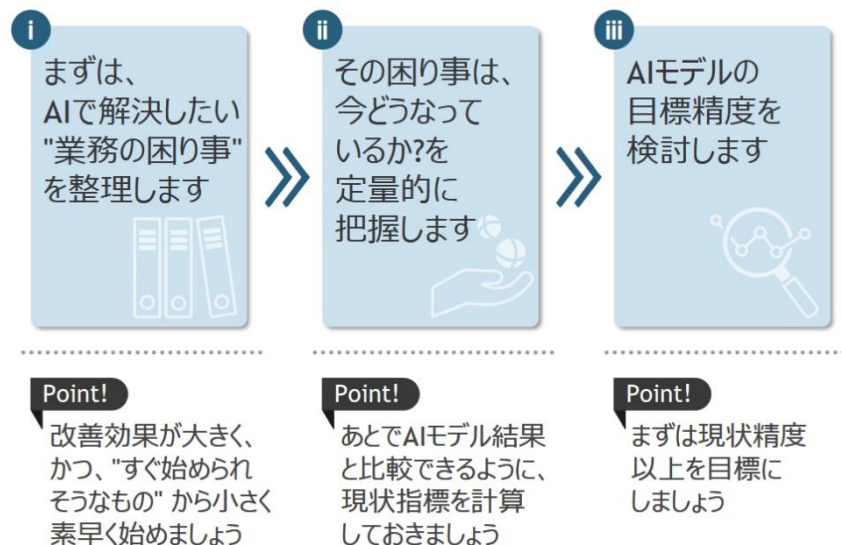 i
まずは、
AIで解決したい
"業務の困り事"
を整理します
ii
その困り事は、
今どうなって
いるか?を
定量的に
把握します
iii
AIモデルの
目標精度を
検討します
Point!
改善効果が大きく、
かつ、"すぐ始められ
そうなもの" から小さく
素早く始めましょう
Point!
あとでAIモデル結果
と比較できるように、
現状指標を計算
しておきましょう
Point!
まずは現状精度
以上を目標に
しましょう